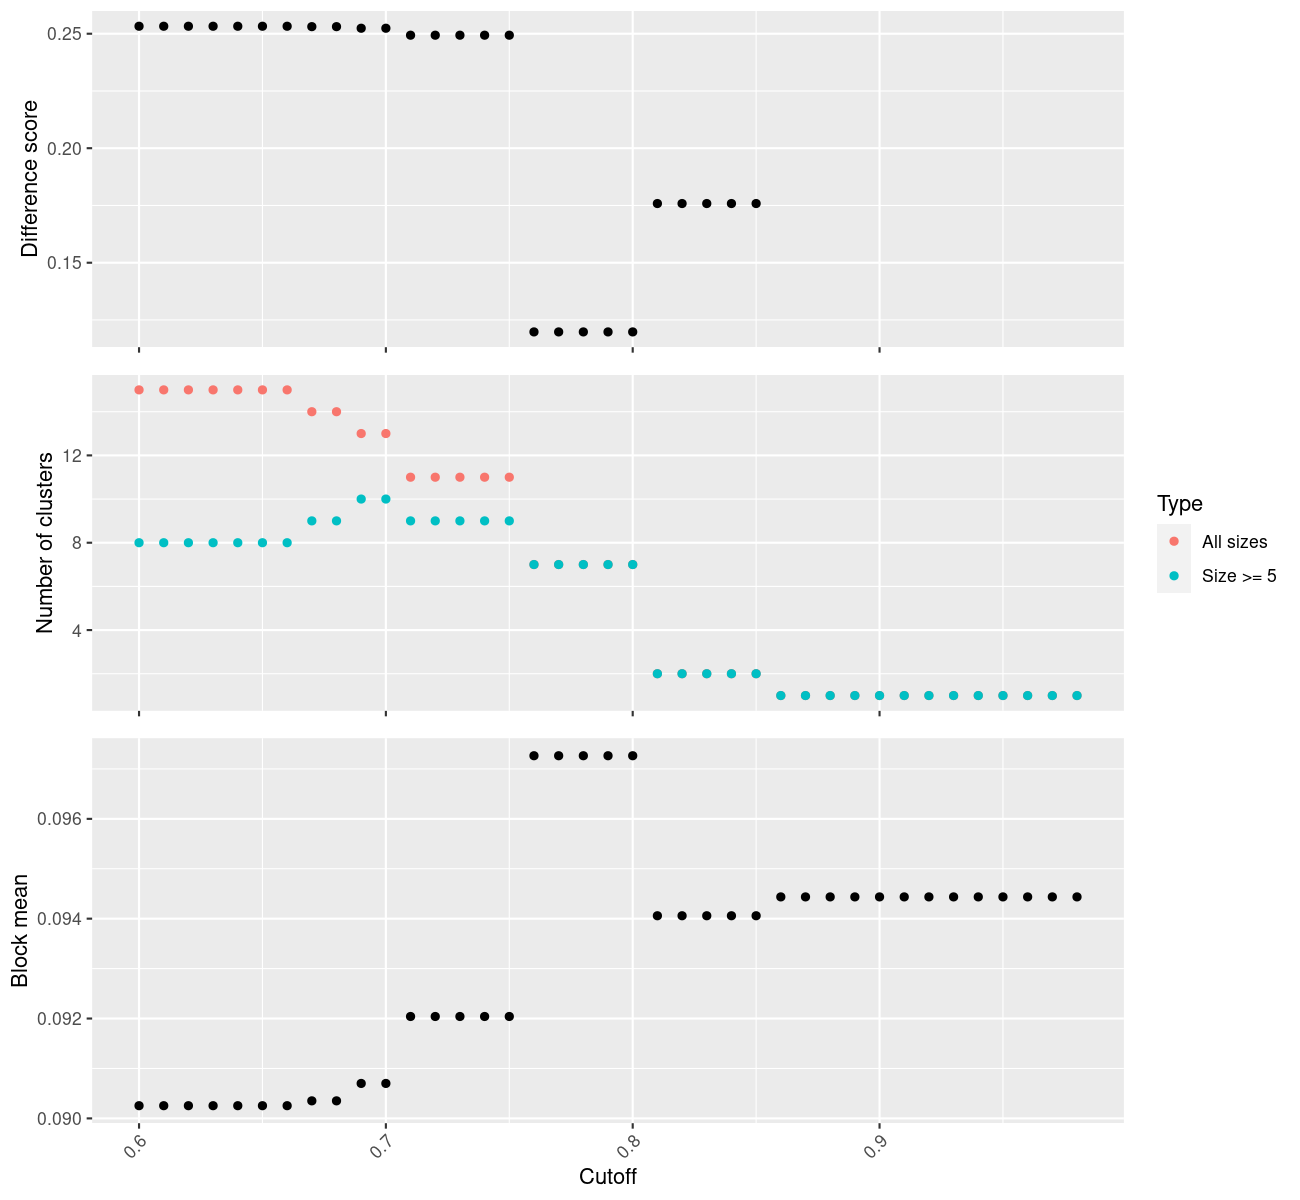 Difference score
0.25
0.20
0.15
Number of clusters
12
8
4
Type
All sizes
Size >= 5
Block mean
0.096
0.094
0.092
0.090
0.6
0.7
0.8
0.9
Cutoff